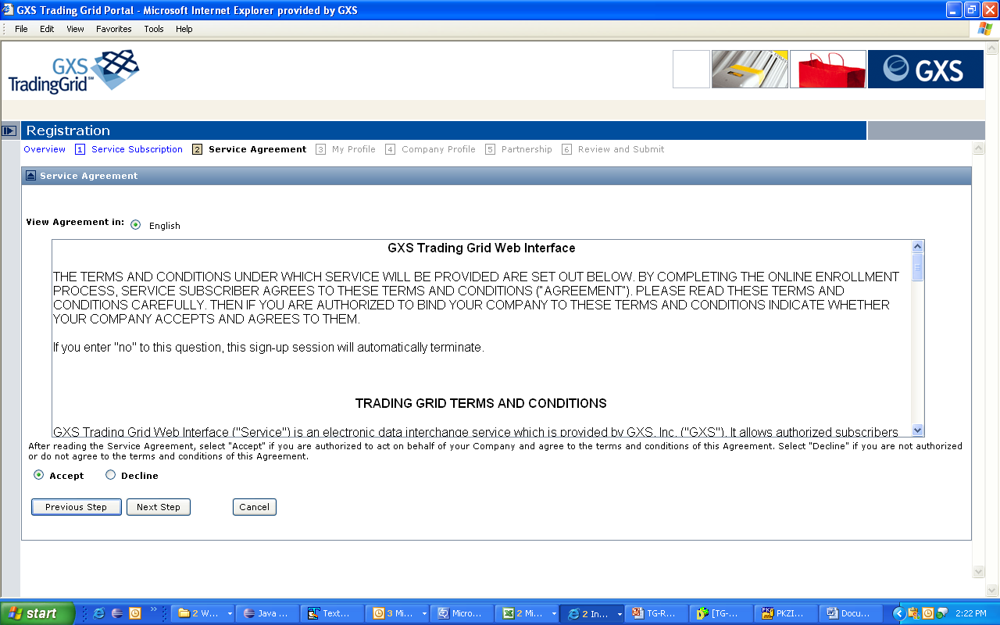 GXS Trading Grid Portal - Microsoft Internet Explorer provided by GXS
File Edit View Favorites Tools Help
GXS
TradingGrid℠
GXS
Registration
Overview 1 Service Subscription 2 Service Agreement 3 My Profile 4 Company Profile 5 Partnership 6 Review and Submit
Service Agreement
View Agreement in: English
GXS Trading Grid Web Interface
THE TERMS AND CONDITIONS UNDER WHICH SERVICE WILL BE PROVIDED ARE SET OUT BELOW. BY COMPLETING THE ONLINE ENROLLMENT
PROCESS, SERVICE SUBSCRIBER AGREES TO THESE TERMS AND CONDITIONS ("AGREEMENT"). PLEASE READ THESE TERMS AND
CONDITIONS CAREFULLY. THEN IF YOU ARE AUTHORIZED TO BIND YOUR COMPANY TO THESE TERMS AND CONDITIONS INDICATE WHETHER
YOUR COMPANY ACCEPTS AND AGREES TO THEM.
If you enter "no" to this question, this sign-up session will automatically terminate.
TRADING GRID TERMS AND CONDITIONS
GXS Trading Grid Web Interface ("Service") is an electronic data interchange service which is provided by GXS, Inc. ("GXS"). It allows authorized subscribers
After reading the Service Agreement, select "Accept" if you are authorized to act on behalf of your Company and agree to the terms and conditions of this Agreement. Select "Decline" if you are not authorized
or do not agree to the terms and conditions of this Agreement.
Accept Decline
Previous Step Next Step Cancel
start 2 W... Java ... Text... 3 Mi... Micro... 2 Mi... 2 In... TG-R... [TG-... PKZI... Docu... 2:22 PM